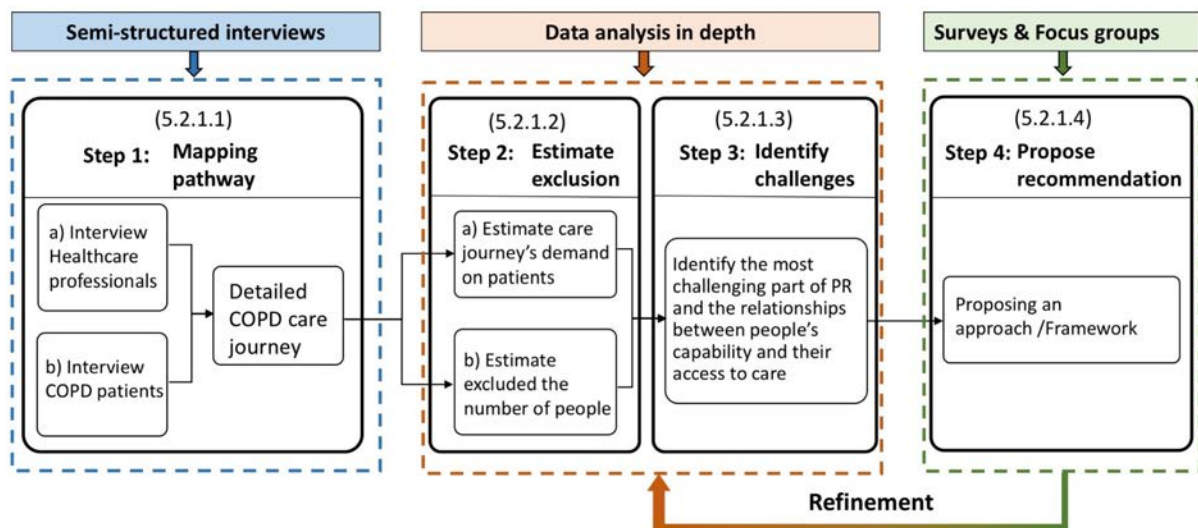 Semi-structured interviews
Data analysis in depth
Surveys & Focus groups
(5.2.1.1)
Step 1: Mapping
pathway
a) Interview
Healthcare
professionals
b) Interview
COPD patients
Detailed
COPD care
journey
(5.2.1.2)
Step 2: Estimate
exclusion
a) Estimate care
journey's demand
on patients
b) Estimate
excluded the
number of people
(5.2.1.3)
Step 3: Identify
challenges
Identify the most
challenging part of PR
and the relationships
between people's
capability and their
access to care
(5.2.1.4)
Step 4: Propose
recommendation
Proposing an
approach /Framework
Refinement